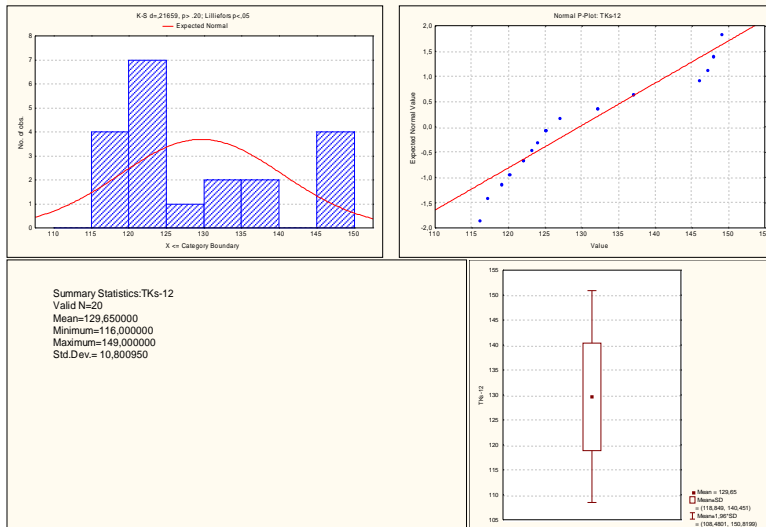 K-S d=,21659, p> .20; Lilliefors p<,05
Expected Normal
8
7
6
5
4
3
2
1
0
No. of obs.
110 115 120 125 130 135 140 145 150
X <= Category Boundary
Normal P-Plot: TKs-12
2,0
1,5
1,0
0,5
0,0
-0,5
-1,0
-1,5
-2,0
Expected Normal Value
110 115 120 125 130 135 140 145 150 155
Value
Summary Statistics:TKs-12
Valid N=20
Mean=129,650000
Minimum=116,000000
Maximum=149,000000
Std.Dev.= 10,800950
155
150
145
140
135
130
125
120
115
110
105
TKs-12
Mean = 129,65
Mean±SD
= (118,849, 140,451)
Mean±1,96*SD
= (108,4801, 150,8199)